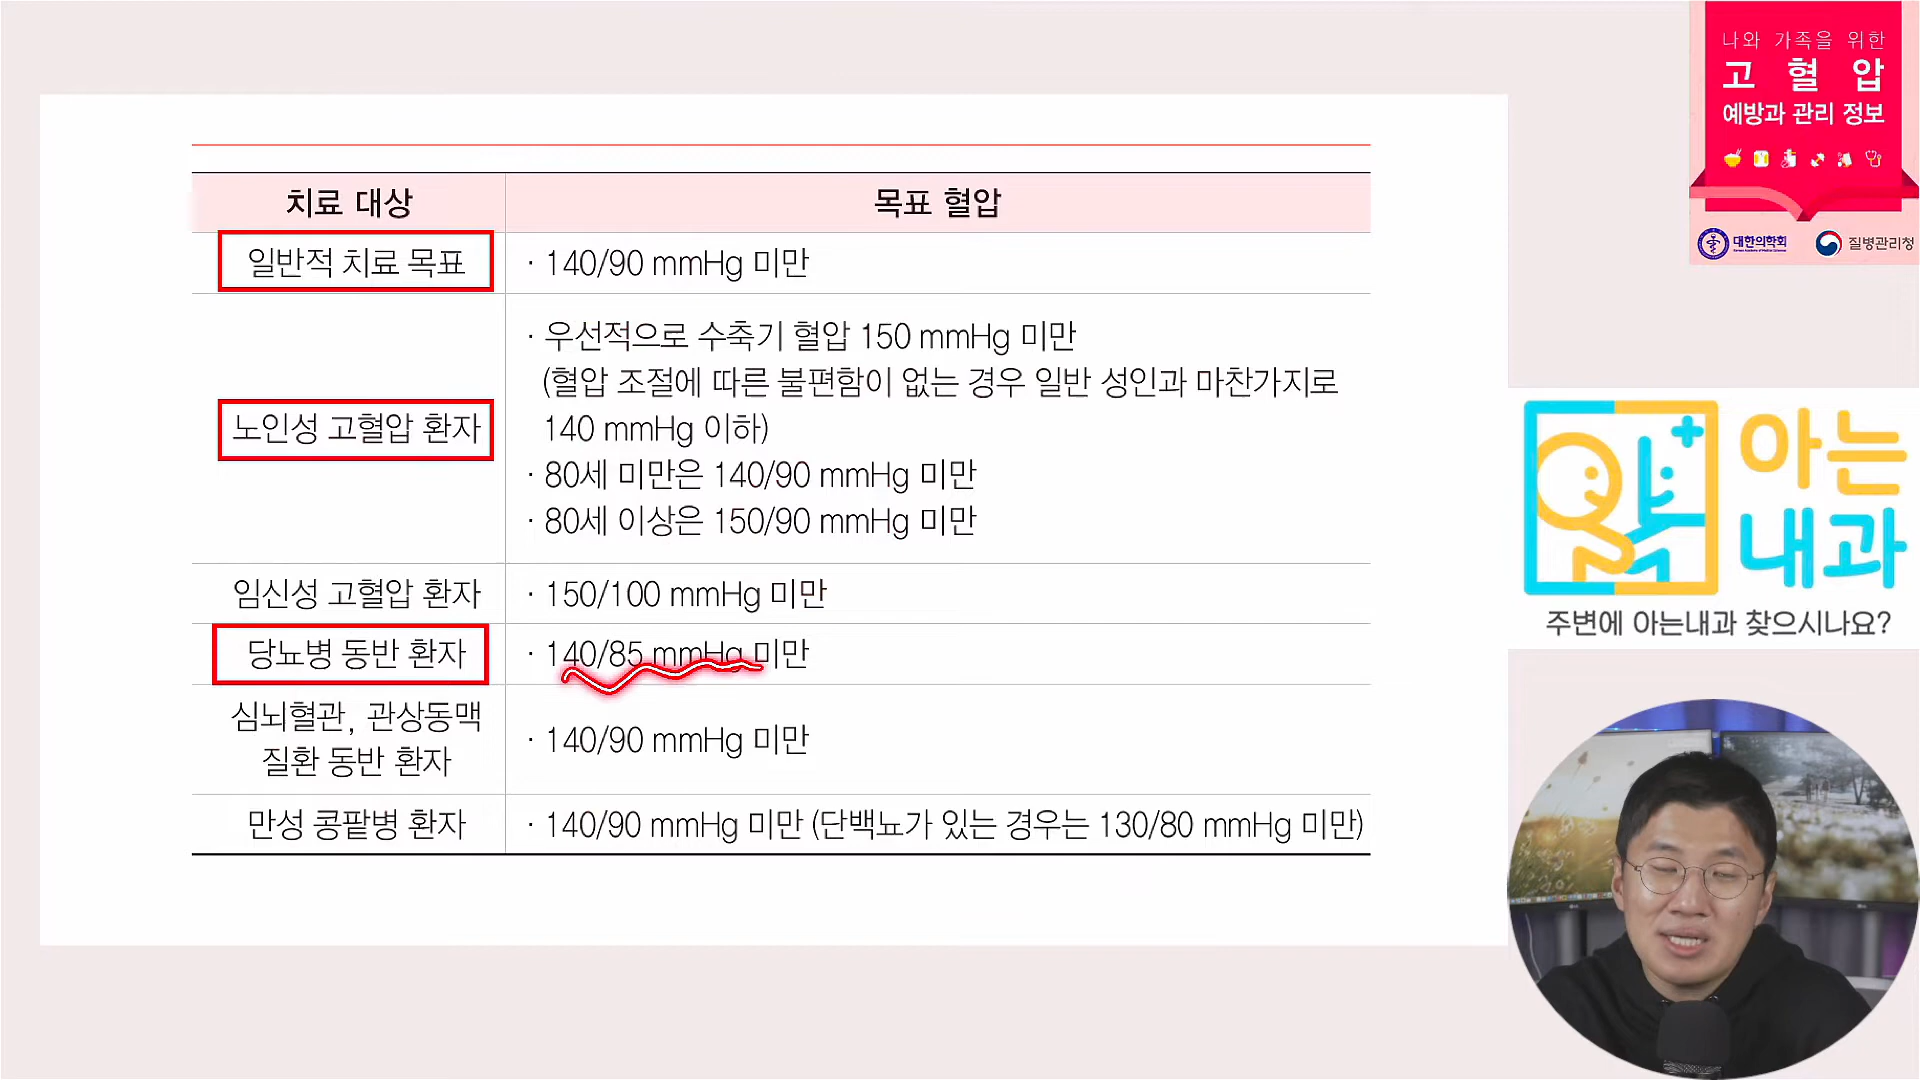 치료 대상
목표 혈압
일반적 치료 목표
· 140/90 mmHg 미만
노인성 고혈압 환자
· 우선적으로 수축기 혈압 150 mmHg 미만
(혈압 조절에 따른 불편함이 없는 경우 일반 성인과 마찬가지로
140 mmHg 이하)
· 80세 미만은 140/90 mmHg 미만
· 80세 이상은 150/90 mmHg 미만
임신성 고혈압 환자
· 150/100 mmHg 미만
당뇨병 동반 환자
· 140/85 mmHg 미만
심뇌혈관, 관상동맥
질환 동반 환자
· 140/90 mmHg 미만
만성 콩팥병 환자
· 140/90 mmHg 미만 (단백뇨가 있는 경우는 130/80 mmHg 미만)
나와 가족을 위한
고혈압
예방과 관리 정보
대한의학회
질병관리청
아는
내과
주변에 아는내과 찾으시나요?